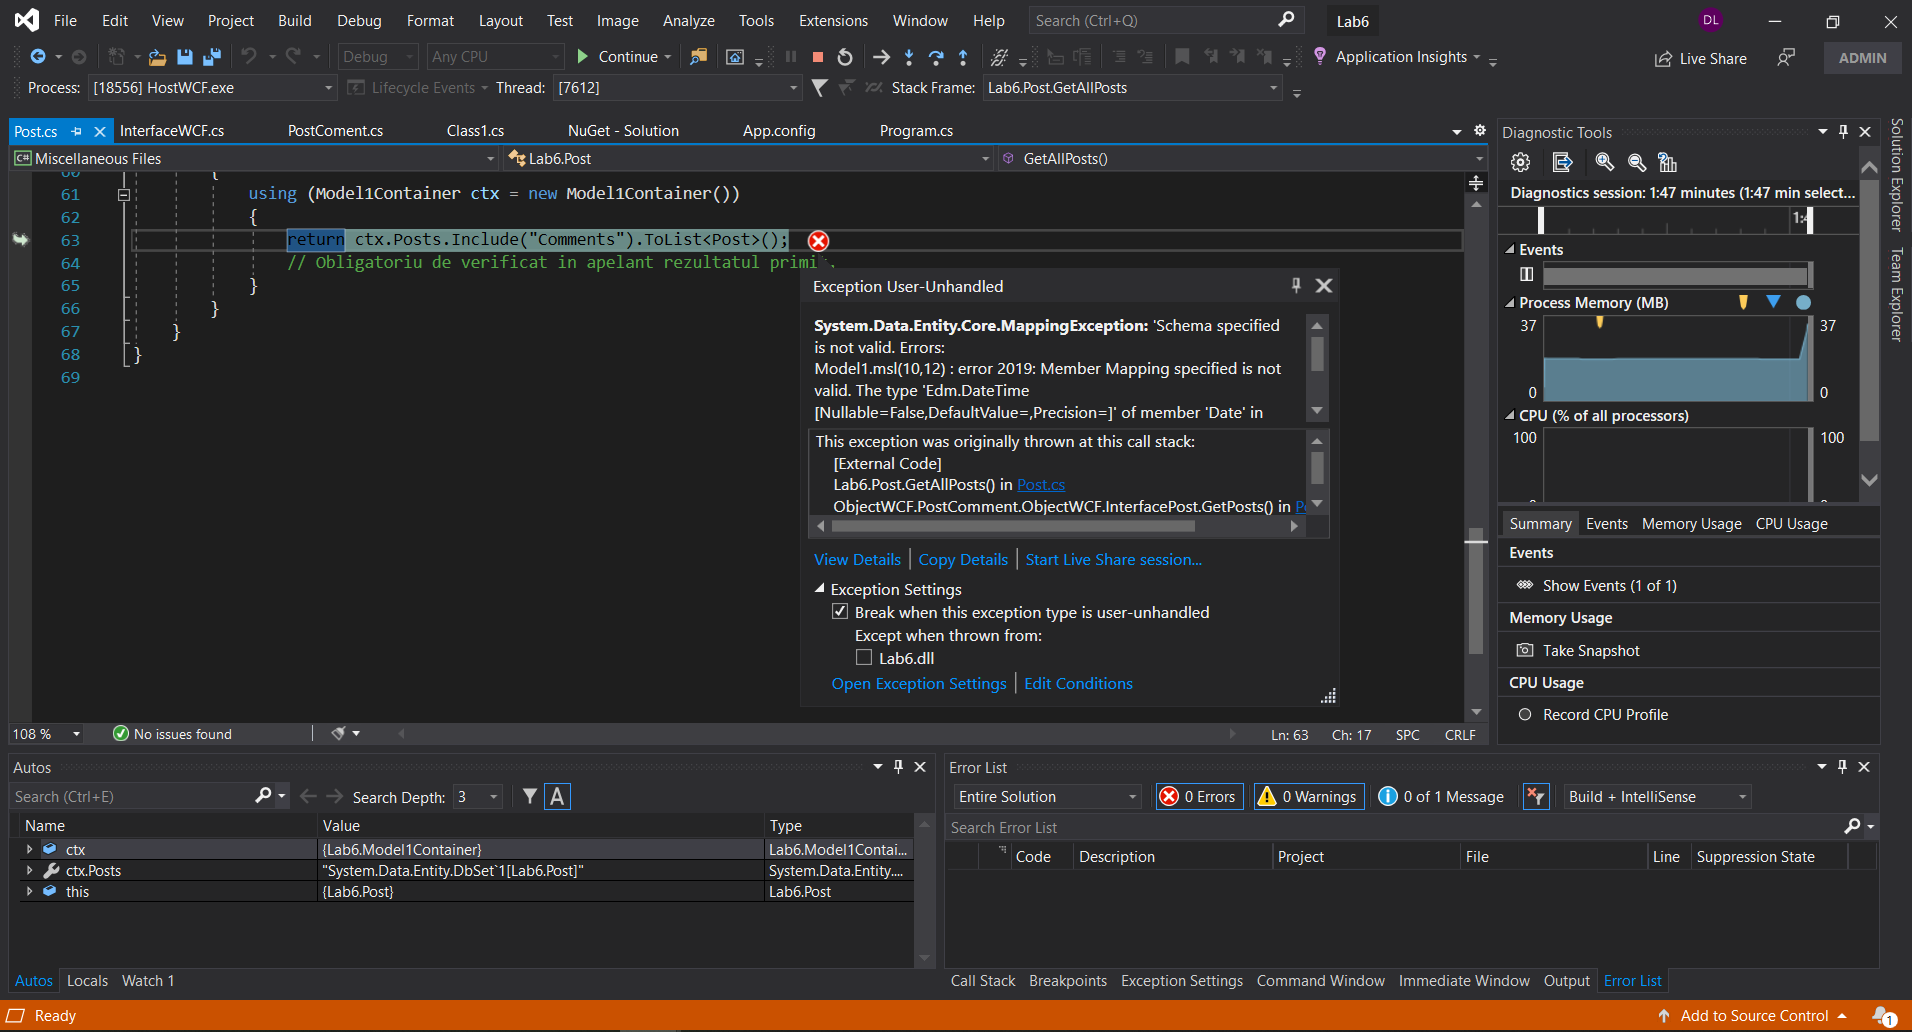 File Edit View Project Build Debug Format Layout Test Image Analyze Tools Extensions Window Help Search (Ctrl+Q) Lab6 DL
Debug Any CPU Continue Application Insights Live Share ADMIN
Process: [18556] HostWCF.exe Lifecycle Events Thread: [7612] Stack Frame: Lab6.Post.GetAllPosts
Post.cs InterfaceWCF.cs PostComent.cs Class1.cs NuGet - Solution App.config Program.cs
C# Miscellaneous Files Lab6.Post GetAllPosts()
60 {
61 using (Model1Container ctx = new Model1Container())
62 {
63 return ctx.Posts.Include("Comments").ToList<Post>();
64 // Obligatoriu de verificat in apelant rezultatul
65 }
66 }
67 }
68 }
69
Exception User-Unhandled
System.Data.Entity.Core.MappingException: 'Schema specified
is not valid. Errors:
Model1.msl(10,12) : error 2019: Member Mapping specified is not
valid. The type 'Edm.DateTime
[Nullable=False,DefaultValue=,Precision=]' of member 'Date' in
This exception was originally thrown at this call stack:
[External Code]
Lab6.Post.GetAllPosts() in Post.cs
ObjectWCF.PostComment.ObjectWCF.InterfacePost.GetPosts() in
View Details Copy Details Start Live Share session...
Exception Settings
Break when this exception type is user-unhandled
Except when thrown from:
Lab6.dll
Open Exception Settings Edit Conditions
108 % No issues found Ln: 63 Ch: 17 SPC CRLF
Diagnostic Tools
Diagnostics session: 1:47 minutes (1:47 min select...
Events
Process Memory (MB)
37 37
0 0
CPU (% of all processors)
100 100
Summary Events Memory Usage CPU Usage
Events
Show Events (1 of 1)
Memory Usage
Take Snapshot
CPU Usage
Record CPU Profile
Solution Explorer
Team Explorer
Autos
Search (Ctrl+E) Search Depth: 3 A
Name Value Type
ctx {Lab6.Model1Container} Lab6.Model1Contai...
ctx.Posts "System.Data.Entity.DbSet`1[Lab6.Post]" System.Data.Entity....
this {Lab6.Post} Lab6.Post
Autos Locals Watch 1
Error List
Entire Solution 0 Errors 0 Warnings 0 of 1 Message Build + IntelliSense
Search Error List
Code Description Project File Line Suppression State
Call Stack Breakpoints Exception Settings Command Window Immediate Window Output Error List
Ready Add to Source Control 1